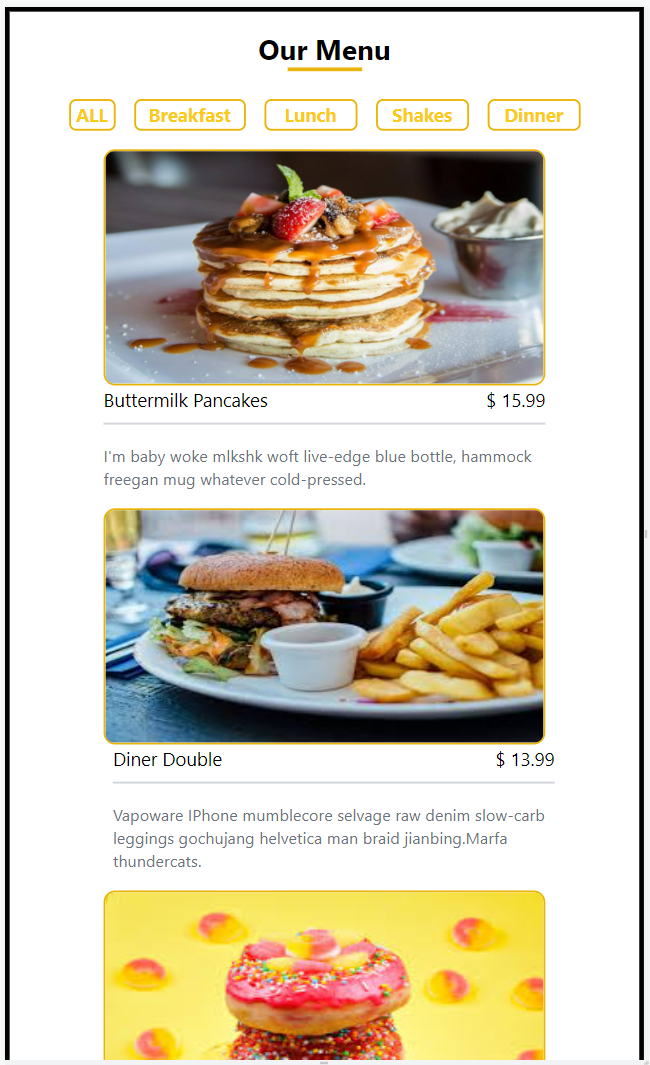 Our Menu
ALL Breakfast Lunch Shakes Dinner
Buttermilk Pancakes $ 15.99
I'm baby woke mlkshk woft live-edge blue bottle, hammock
freegan mug whatever cold-pressed.
Diner Double $ 13.99
Vapoware IPhone mumblecore selvage raw denim slow-carb
leggings gochujang helvetica man braid jianbing.Marfa
thundercats.